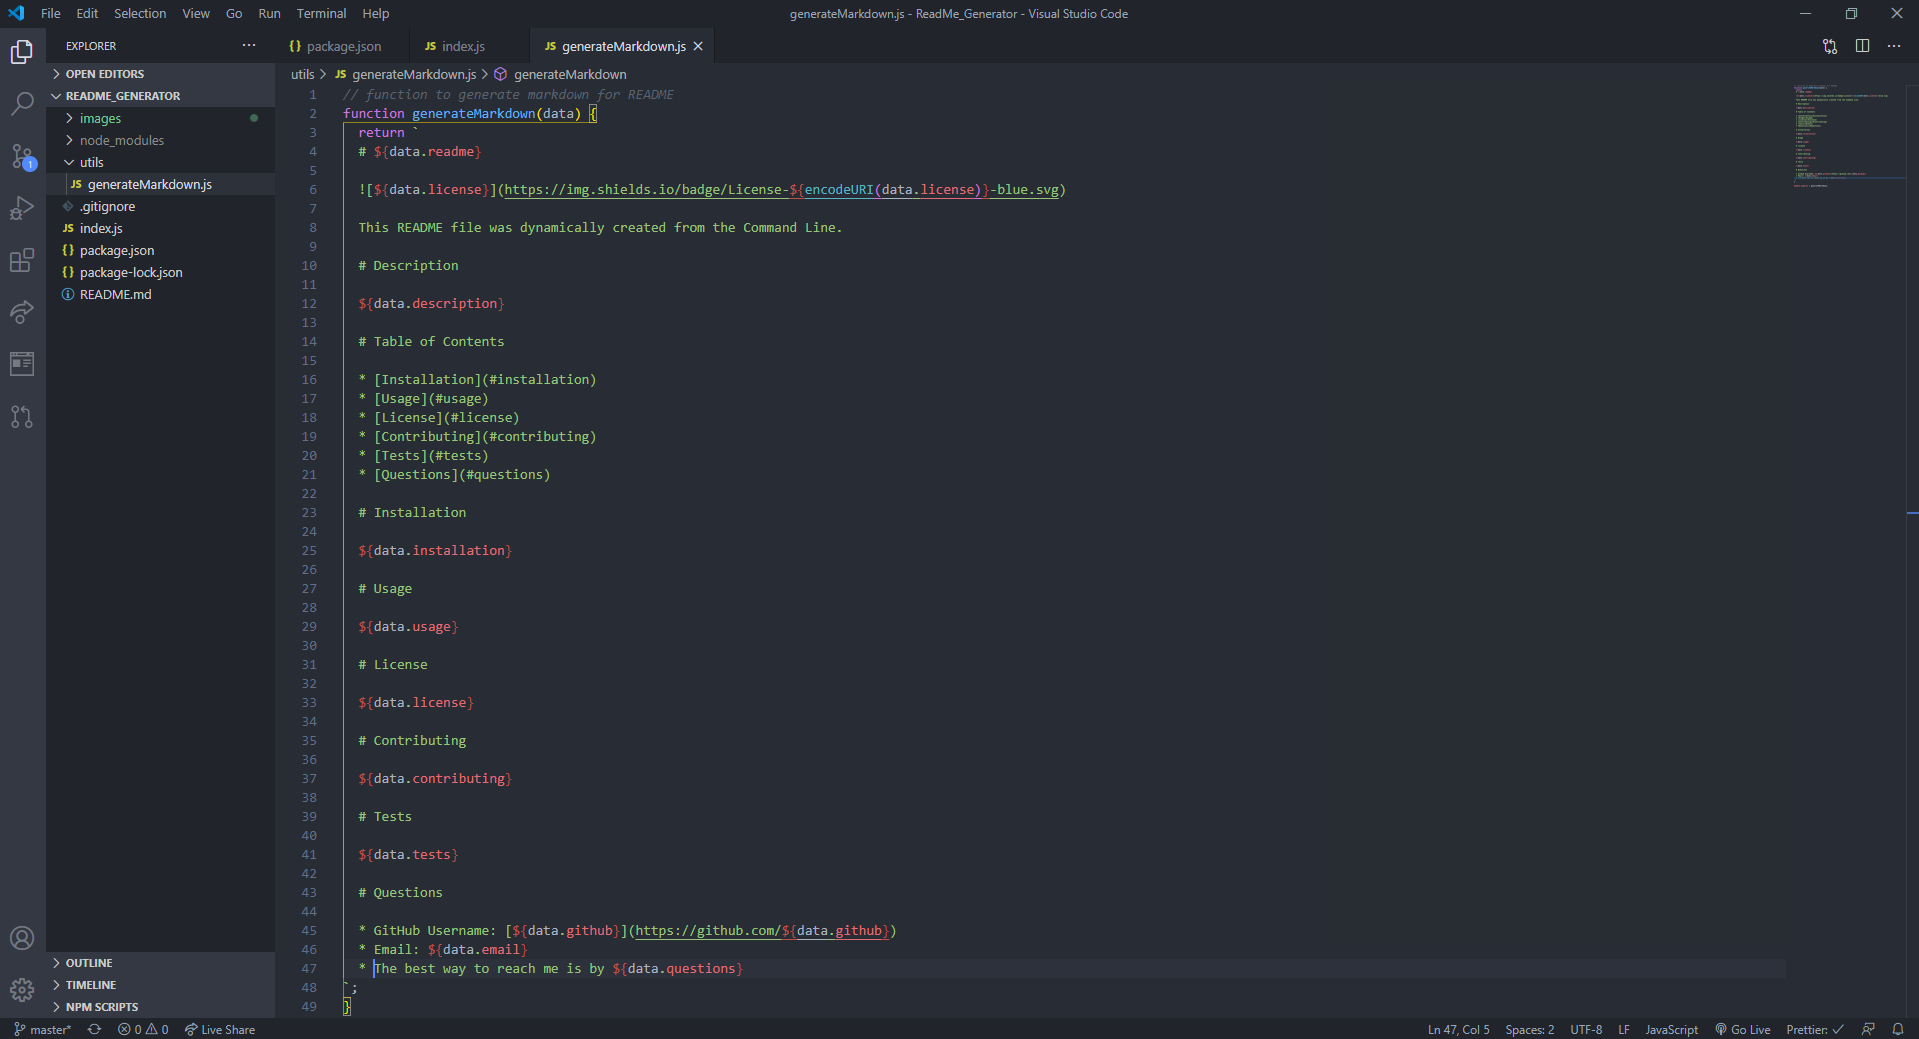 File Edit Selection View Go Run Terminal Help
generateMarkdown.js - ReadMe_Generator - Visual Studio Code
EXPLORER
{} package.json
JS index.js
JS generateMarkdown.js
OPEN EDITORS
README_GENERATOR
images
node_modules
utils
JS generateMarkdown.js
.gitignore
JS index.js
{} package.json
{} package-lock.json
README.md
1
utils > JS generateMarkdown.js > generateMarkdown
1 // function to generate markdown for README
2 function generateMarkdown(data) {
3 return `
4 # ${data.readme}
5
6 ![${data.license}](https://img.shields.io/badge/License-${encodeURI(data.license)}-blue.svg)
7
8 This README file was dynamically created from the Command Line.
9
10 # Description
11
12 ${data.description}
13
14 # Table of Contents
15
16 * [Installation](#installation)
17 * [Usage](#usage)
18 * [License](#license)
19 * [Contributing](#contributing)
20 * [Tests](#tests)
21 * [Questions](#questions)
22
23 # Installation
24
25 ${data.installation}
26
27 # Usage
28
29 ${data.usage}
30
31 # License
32
33 ${data.license}
34
35 # Contributing
36
37 ${data.contributing}
38
39 # Tests
40
41 ${data.tests}
42
43 # Questions
44
45 * GitHub Username: [${data.github}](https://github.com/${data.github})
46 * Email: ${data.email}
47 * The best way to reach me is by ${data.questions}
48 `;
49 }
OUTLINE
TIMELINE
NPM SCRIPTS
master* 0 0 Live Share
Ln 47, Col 5 Spaces: 2 UTF-8 LF JavaScript Go Live Prettier: ✓